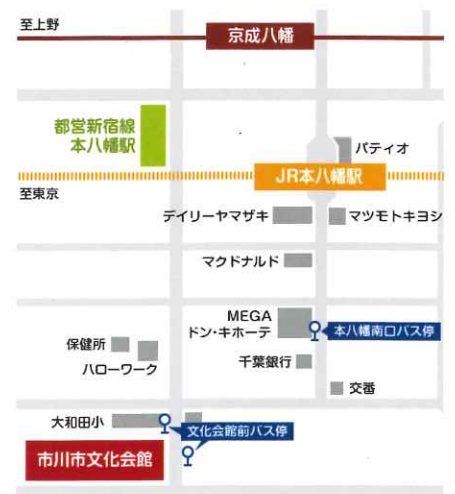 至上野
京成八幡
都営新宿線
本八幡駅
パティオ
JR本八幡駅
至東京
デイリーヤマザキ
マツモトキヨシ
マクドナルド
MEGA
ドン・キホーテ
本八幡南口バス停
保健所
ハローワーク
千葉銀行
交番
大和田小
文化会館前バス停
市川市文化会館